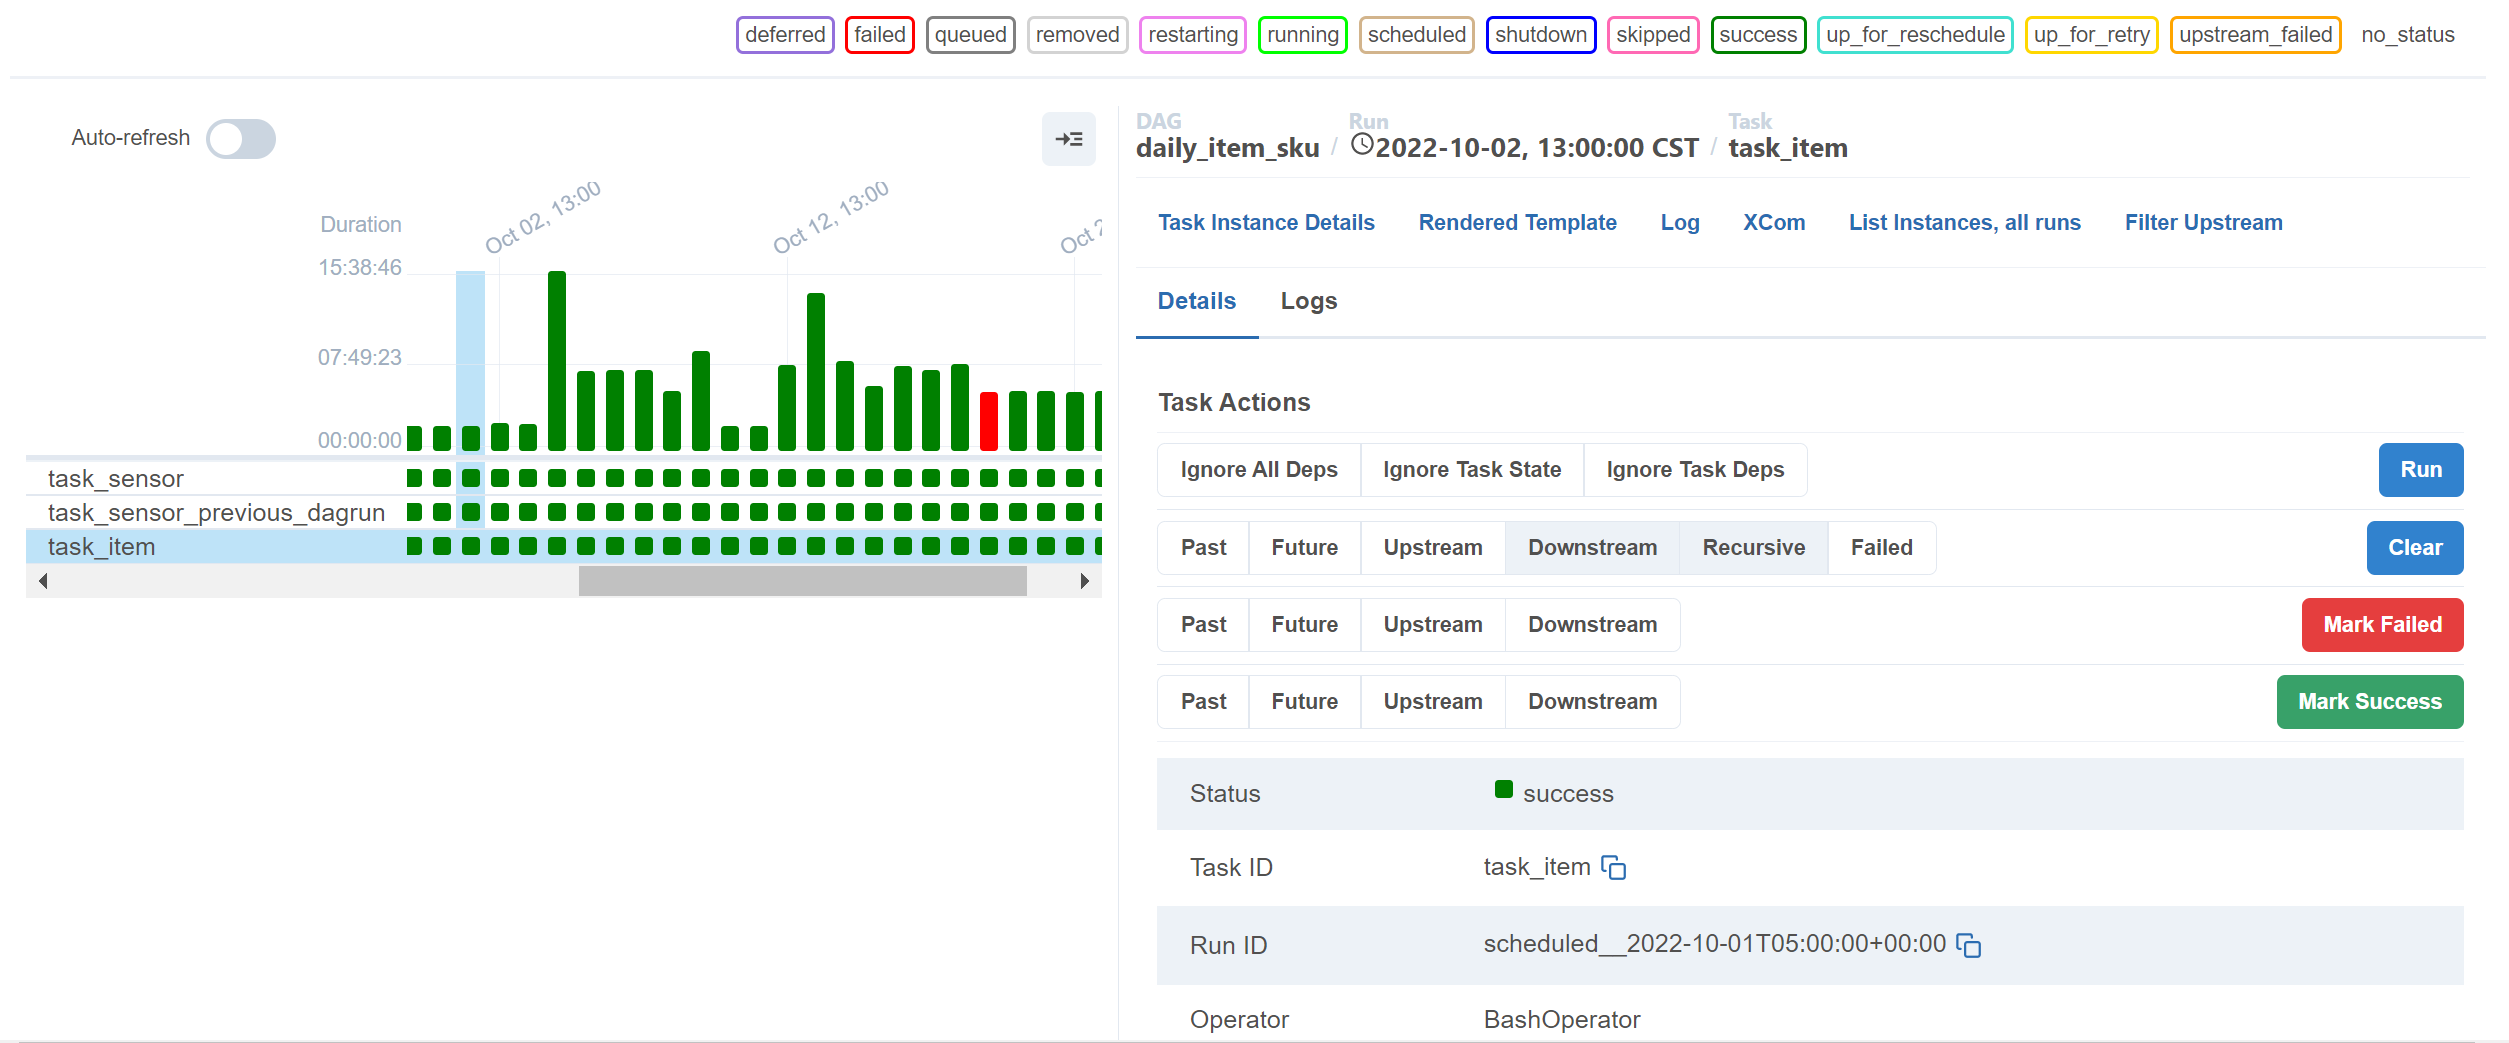 deferred failed queued removed restarting running scheduled shutdown skipped success up_for_reschedule up_for_retry upstream_failed no_status
Auto-refresh
Duration
Oct 02, 13:00
Oct 12, 13:00
Oct 2
15:38:46
07:49:23
00:00:00
task_sensor
task_sensor_previous_dagrun
task_item
DAG Run Task
daily_item_sku / 2022-10-02, 13:00:00 CST / task_item
Task Instance Details Rendered Template Log XCom List Instances, all runs Filter Upstream
Details Logs
Task Actions
Ignore All Deps Ignore Task State Ignore Task Deps Run
Past Future Upstream Downstream Recursive Failed Clear
Past Future Upstream Downstream Mark Failed
Past Future Upstream Downstream Mark Success
Status success
Task ID task_item
Run ID scheduled__2022-10-01T05:00:00+00:00
Operator BashOperator